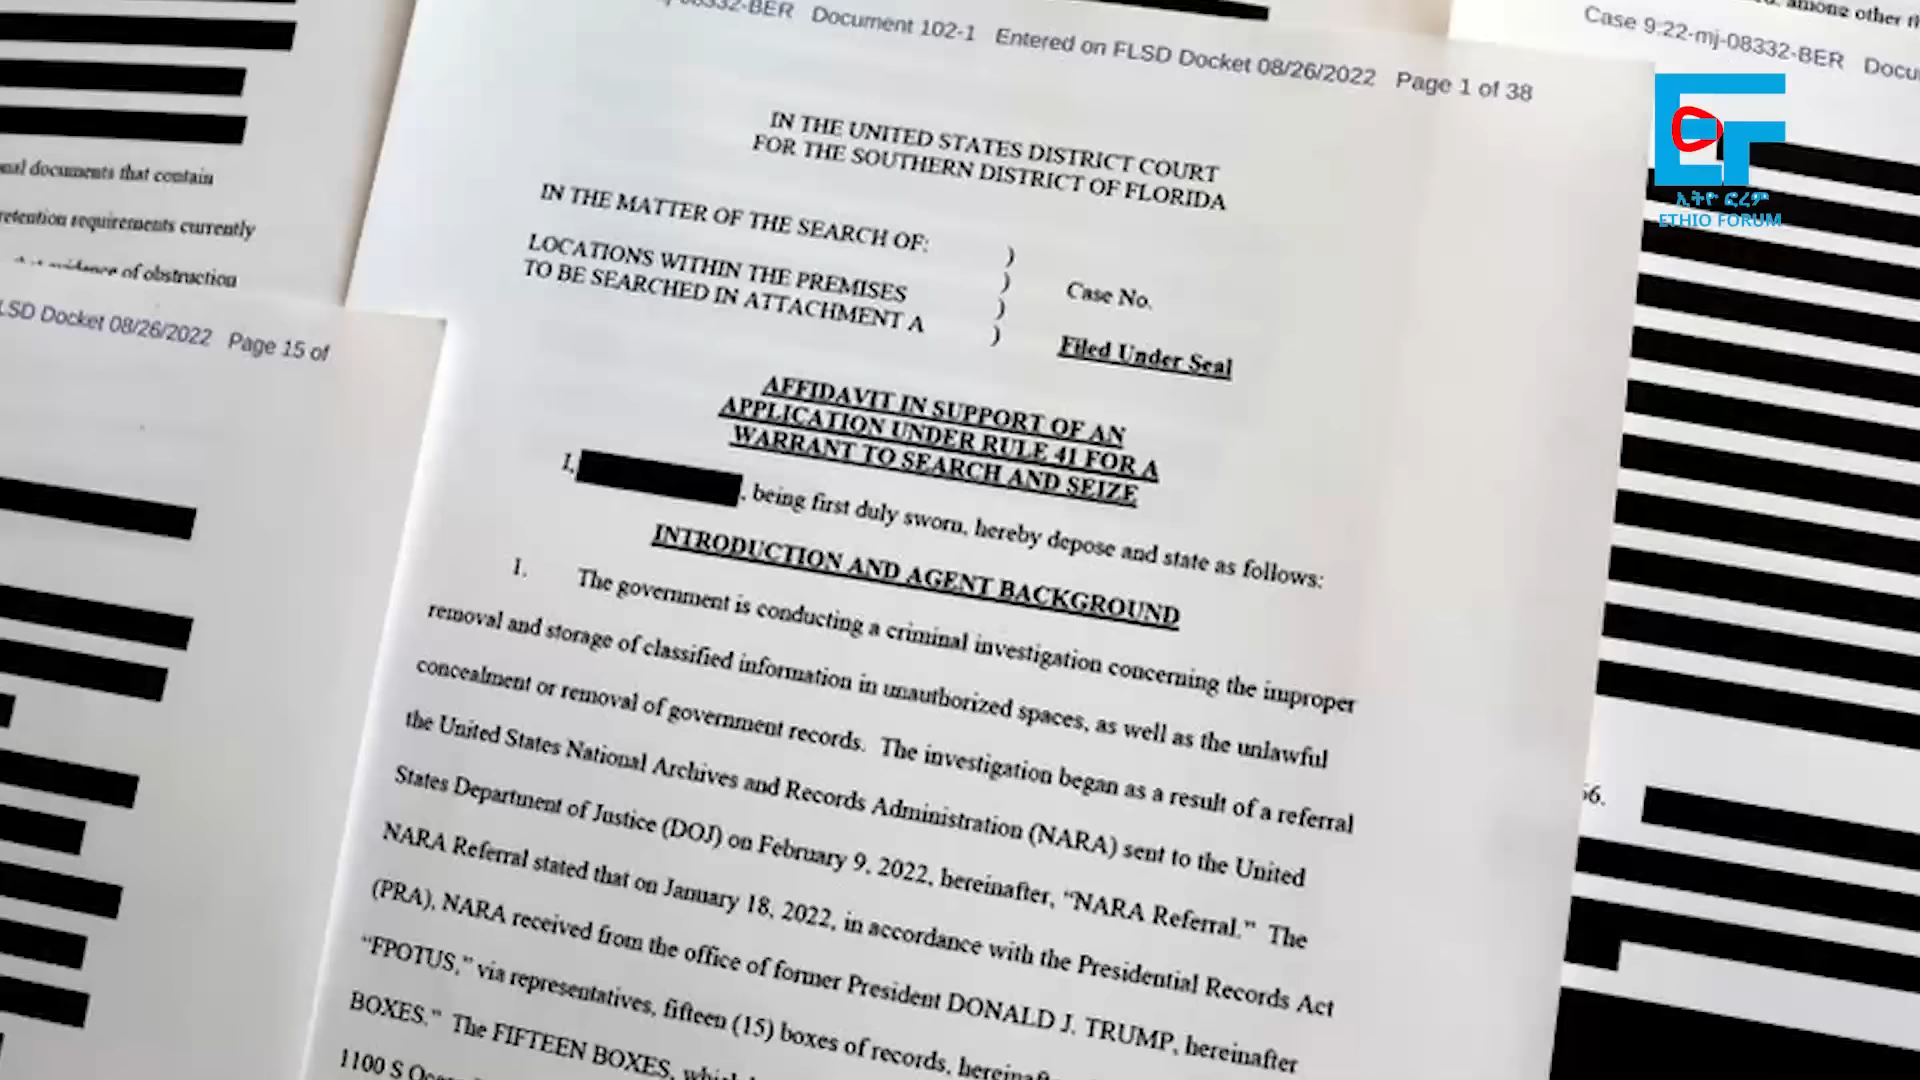 , among other
Case 9:22-mj-08332-BER
08332-BER Document 102-1 Entered on FLSD Docket 08/26/2022 Page 1 of 38
IN THE UNITED STATES DISTRICT COURT
FOR THE SOUTHERN DISTRICT OF FLORIDA
IN THE MATTER OF THE SEARCH OF: )
LOCATIONS WITHIN THE PREMISES ) Case No.
TO BE SEARCHED IN ATTACHMENT A )
) Filed Under Seal
AFFIDAVIT IN SUPPORT OF AN
APPLICATION UNDER RULE 41 FOR A
WARRANT TO SEARCH AND SEIZE
I, , being first duly sworn, hereby depose and state as follows:
INTRODUCTION AND AGENT BACKGROUND
1. The government is conducting a criminal investigation concerning the improper
removal and storage of classified information in unauthorized spaces, as well as the unlawful
concealment or removal of government records. The investigation began as a result of a referral
the United States National Archives and Records Administration (NARA) sent to the United
States Department of Justice (DOJ) on February 9, 2022, hereinafter, “NARA Referral.” The
NARA Referral stated that on January 18, 2022, in accordance with the Presidential Records Act
(PRA), NARA received from the office of former President DONALD J. TRUMP, hereinafter
“FPOTUS,” via representatives, fifteen (15) boxes of records,
BOXES.” The FIFTEEN BOXES,
1100 S
documents that contain
retention requirements currently
evidence of obstruction
LSD Docket 08/26/2022 Page 15 of
56.
EF
ኢትዮ ፎረም
ETHIO FORUM